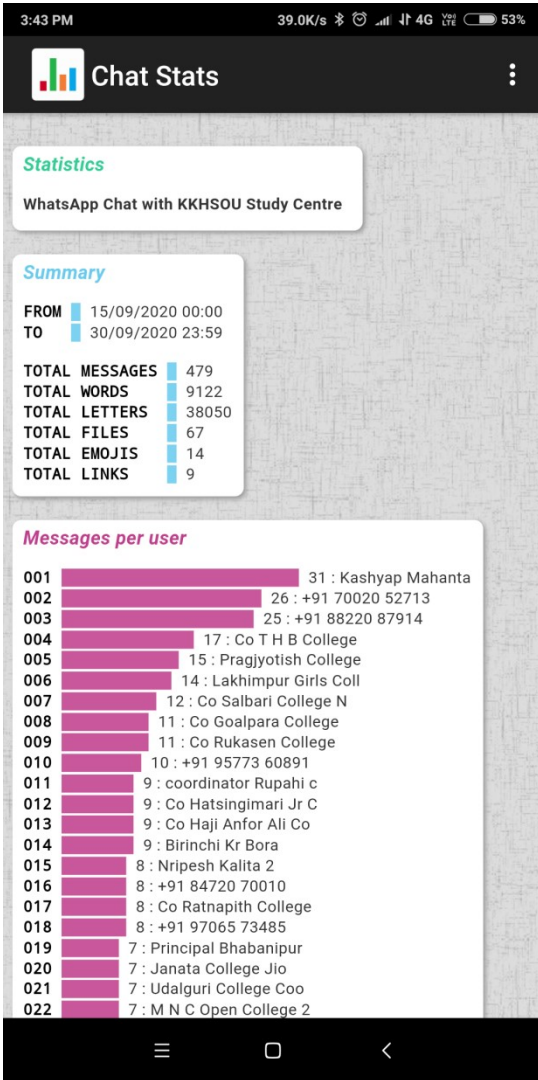 3:43 PM 39.0K/s 4G VoLTE 53%
Chat Stats
Statistics
WhatsApp Chat with KKHSOU Study Centre
Summary
FROM 15/09/2020 00:00
TO 30/09/2020 23:59
TOTAL MESSAGES 479
TOTAL WORDS 9122
TOTAL LETTERS 38050
TOTAL FILES 67
TOTAL EMOJIS 14
TOTAL LINKS 9
Messages per user
001 31 : Kashyap Mahanta
002 26 : +91 70020 52713
003 25 : +91 88220 87914
004 17 : Co T H B College
005 15 : Pragjyotish College
006 14 : Lakhimpur Girls Coll
007 12 : Co Salbari College N
008 11 : Co Goalpara College
009 11 : Co Rukasen College
010 10 : +91 95773 60891
011 9 : coordinator Rupahi c
012 9 : Co Hatsingimari Jr C
013 9 : Co Haji Anfor Ali Co
014 9 : Birinchi Kr Bora
015 8 : Nripesh Kalita 2
016 8 : +91 84720 70010
017 8 : Co Ratnapith College
018 8 : +91 97065 73485
019 7 : Principal Bhabanipur
020 7 : Janata College Jio
021 7 : Udalguri College Coo
022 7 : M N C Open College 2